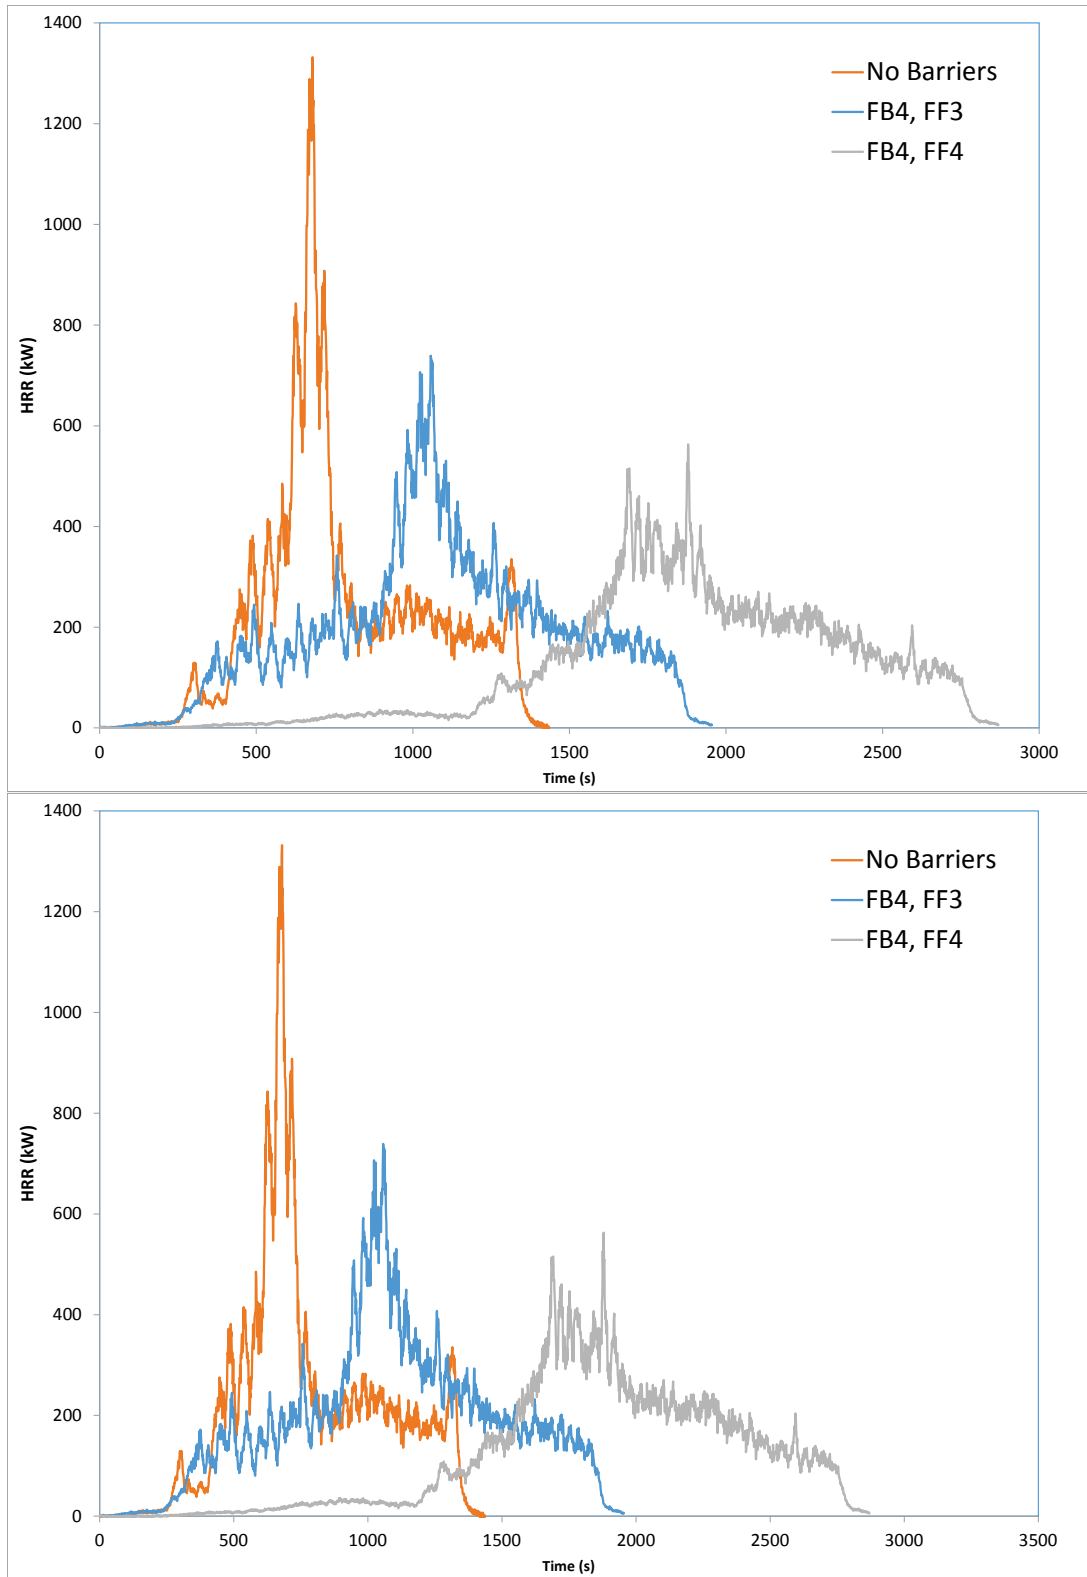 1400
1200
1000
800
600
400
200
0
HRR (kW)
No Barriers
FB4, FF3
FB4, FF4
0 500 1000 1500 2000 2500 3000
Time (s)
1400
1200
1000
800
600
400
200
0
HRR (kW)
No Barriers
FB4, FF3
FB4, FF4
0 500 1000 1500 2000 2500 3000 3500
Time (s)